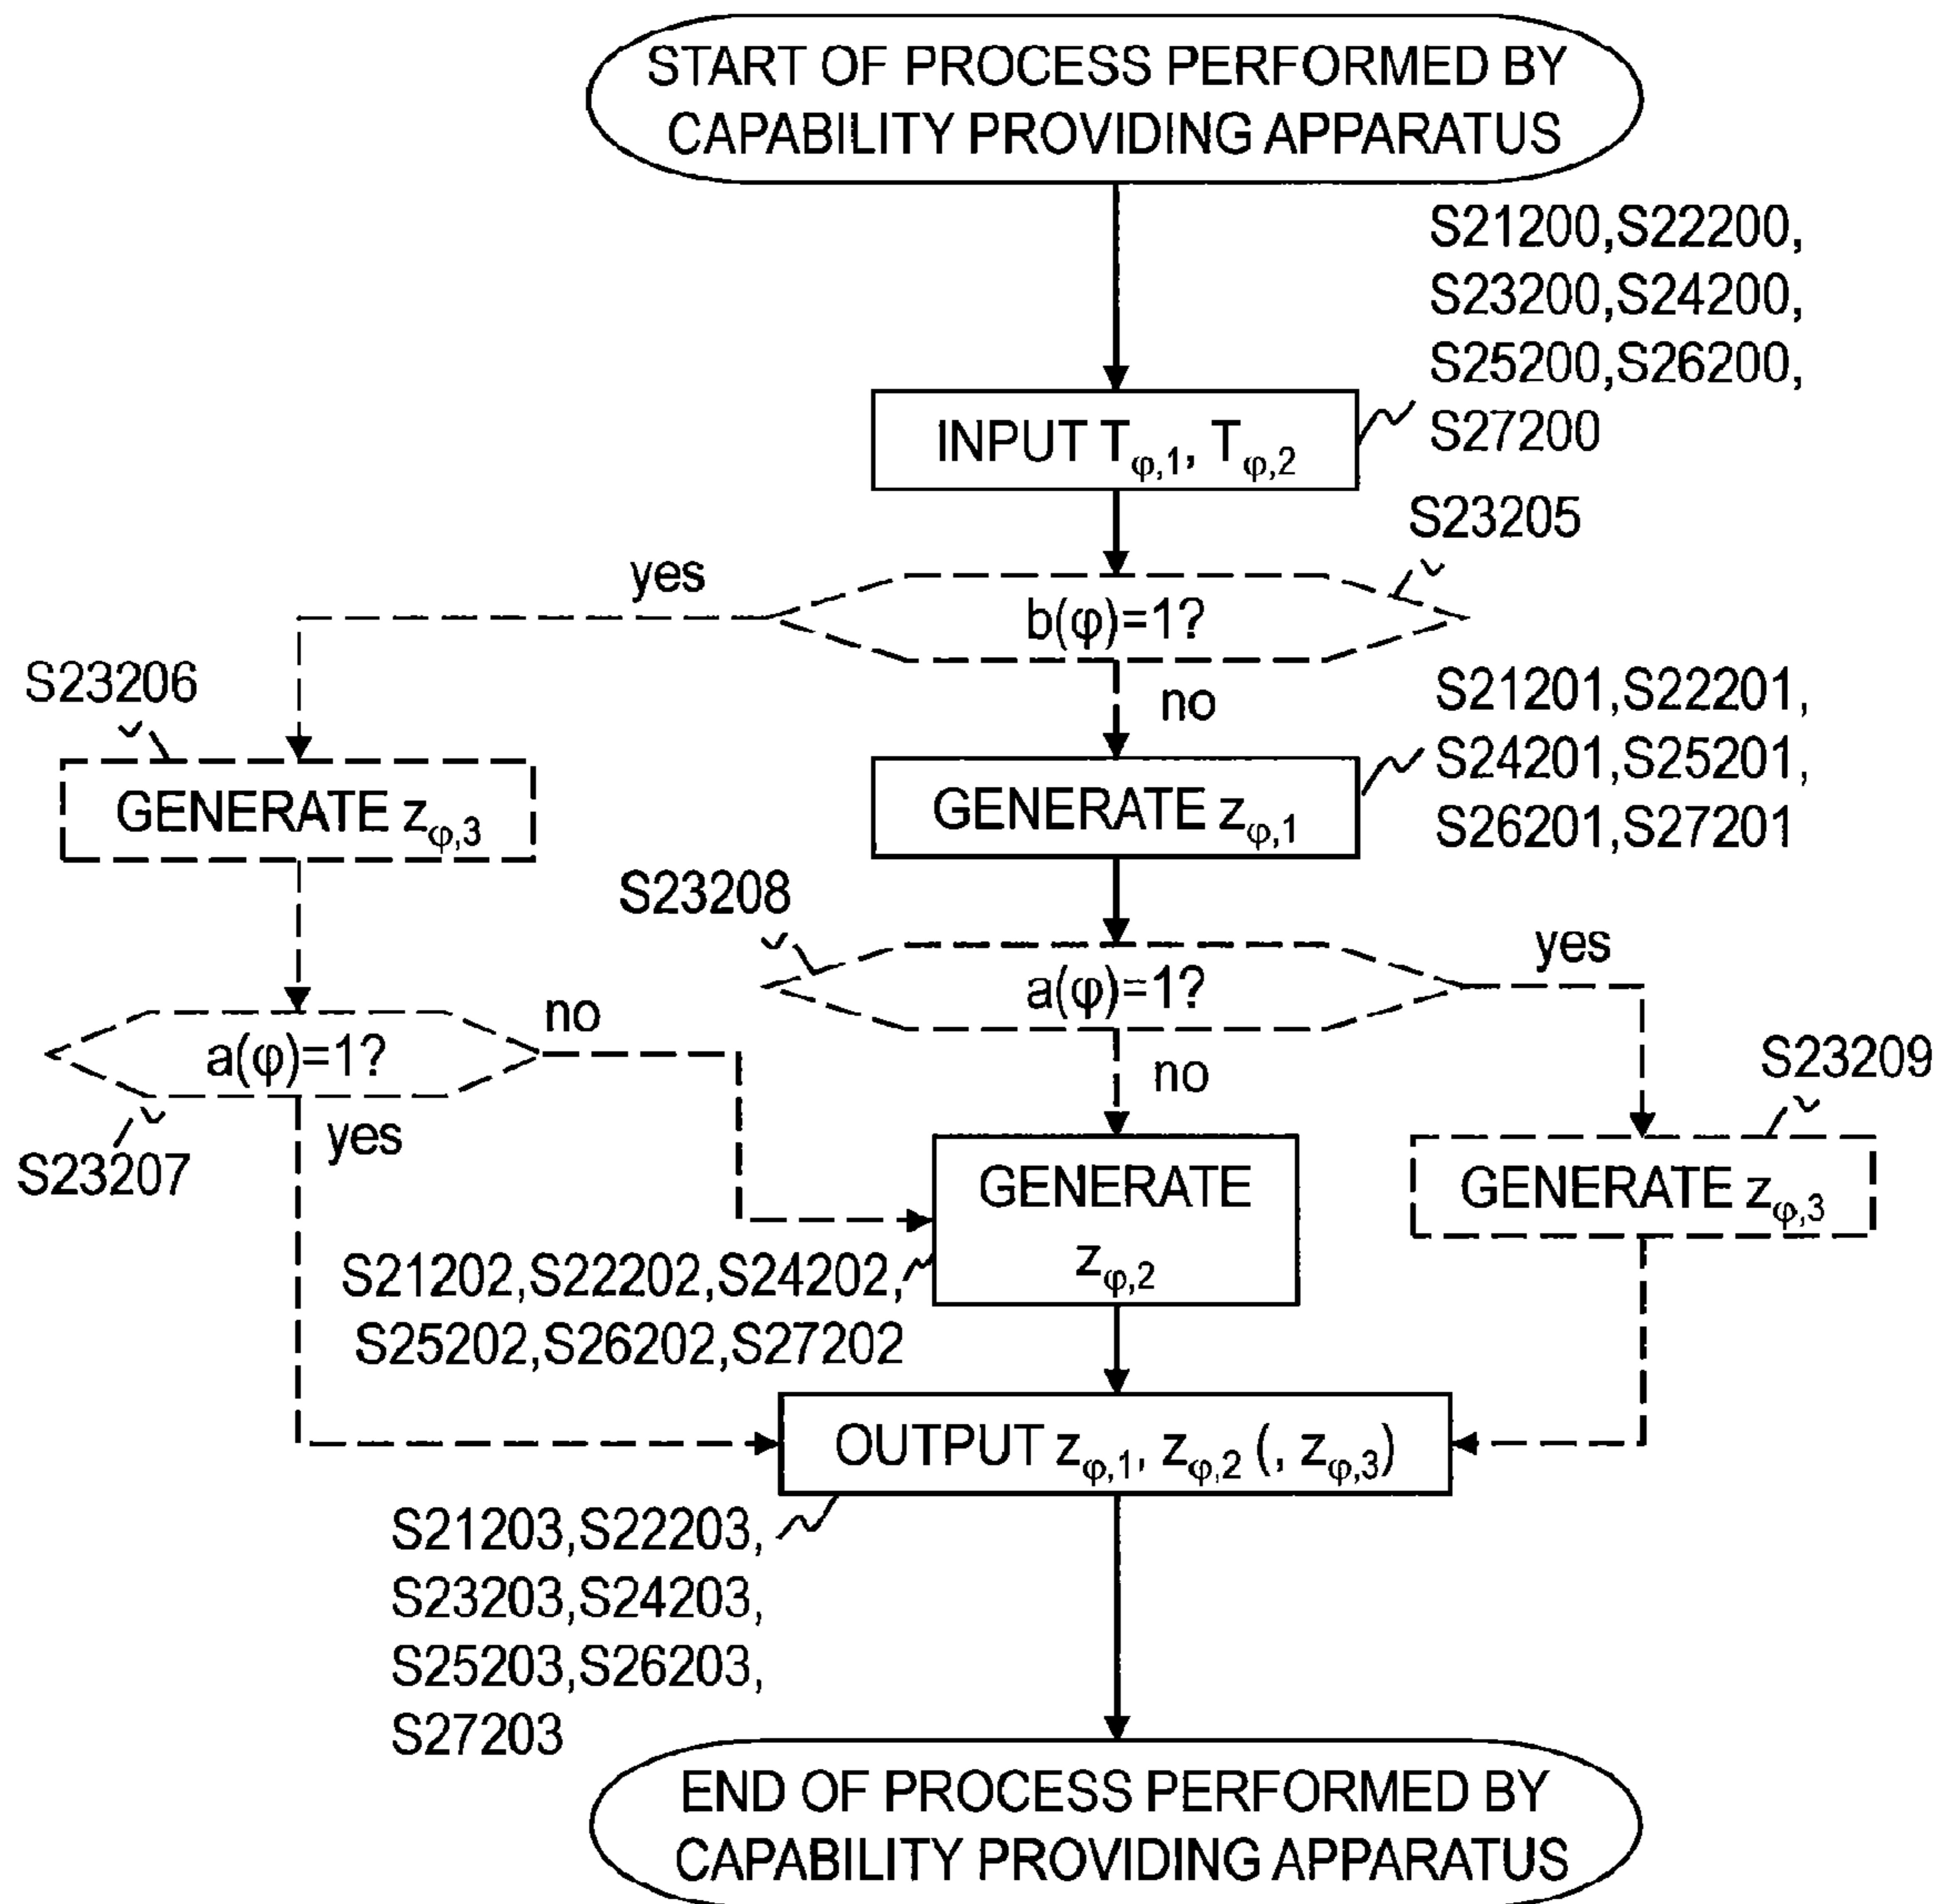 START OF PROCESS PERFORMED BY
CAPABILITY PROVIDING APPARATUS
S21200,S22200,
S23200,S24200,
S25200,S26200,
S27200
INPUT Tφ,1, Tφ,2
S23205
yes
b(φ)=1?
no
S23206
GENERATE zφ,3
S21201,S22201,
S24201,S25201,
S26201,S27201
GENERATE zφ,1
S23208
a(φ)=1?
yes
no
a(φ)=1?
no
yes
S23207
S23209
GENERATE zφ,3
GENERATE
zφ,2
S21202,S22202,S24202,
S25202,S26202,S27202
OUTPUT zφ,1, zφ,2 (, zφ,3)
S21203,S22203,
S23203,S24203,
S25203,S26203,
S27203
END OF PROCESS PERFORMED BY
CAPABILITY PROVIDING APPARATUS